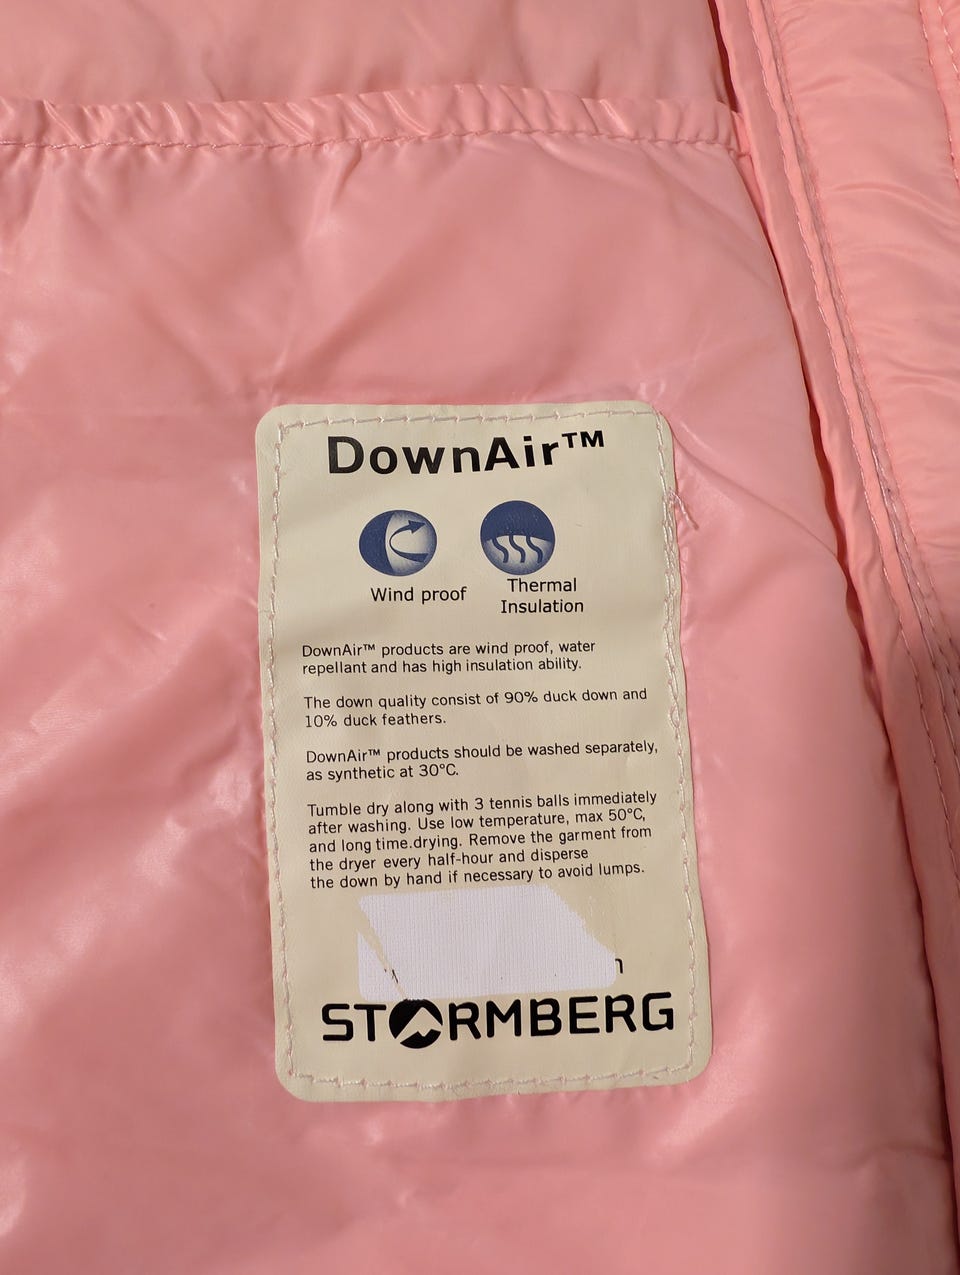 DownAir™
Wind proof
Thermal
Insulation
DownAir™ products are wind proof, water
repellant and has high insulation ability.
The down quality consist of 90% duck down and
10% duck feathers.
DownAir™ products should be washed separately,
as synthetic at 30°C.
Tumble dry along with 3 tennis balls immediately
after washing. Use low temperature, max 50°C,
and long time.drying. Remove the garment from
the dryer every half-hour and disperse
the down by hand if necessary to avoid lumps.
STORMBERG